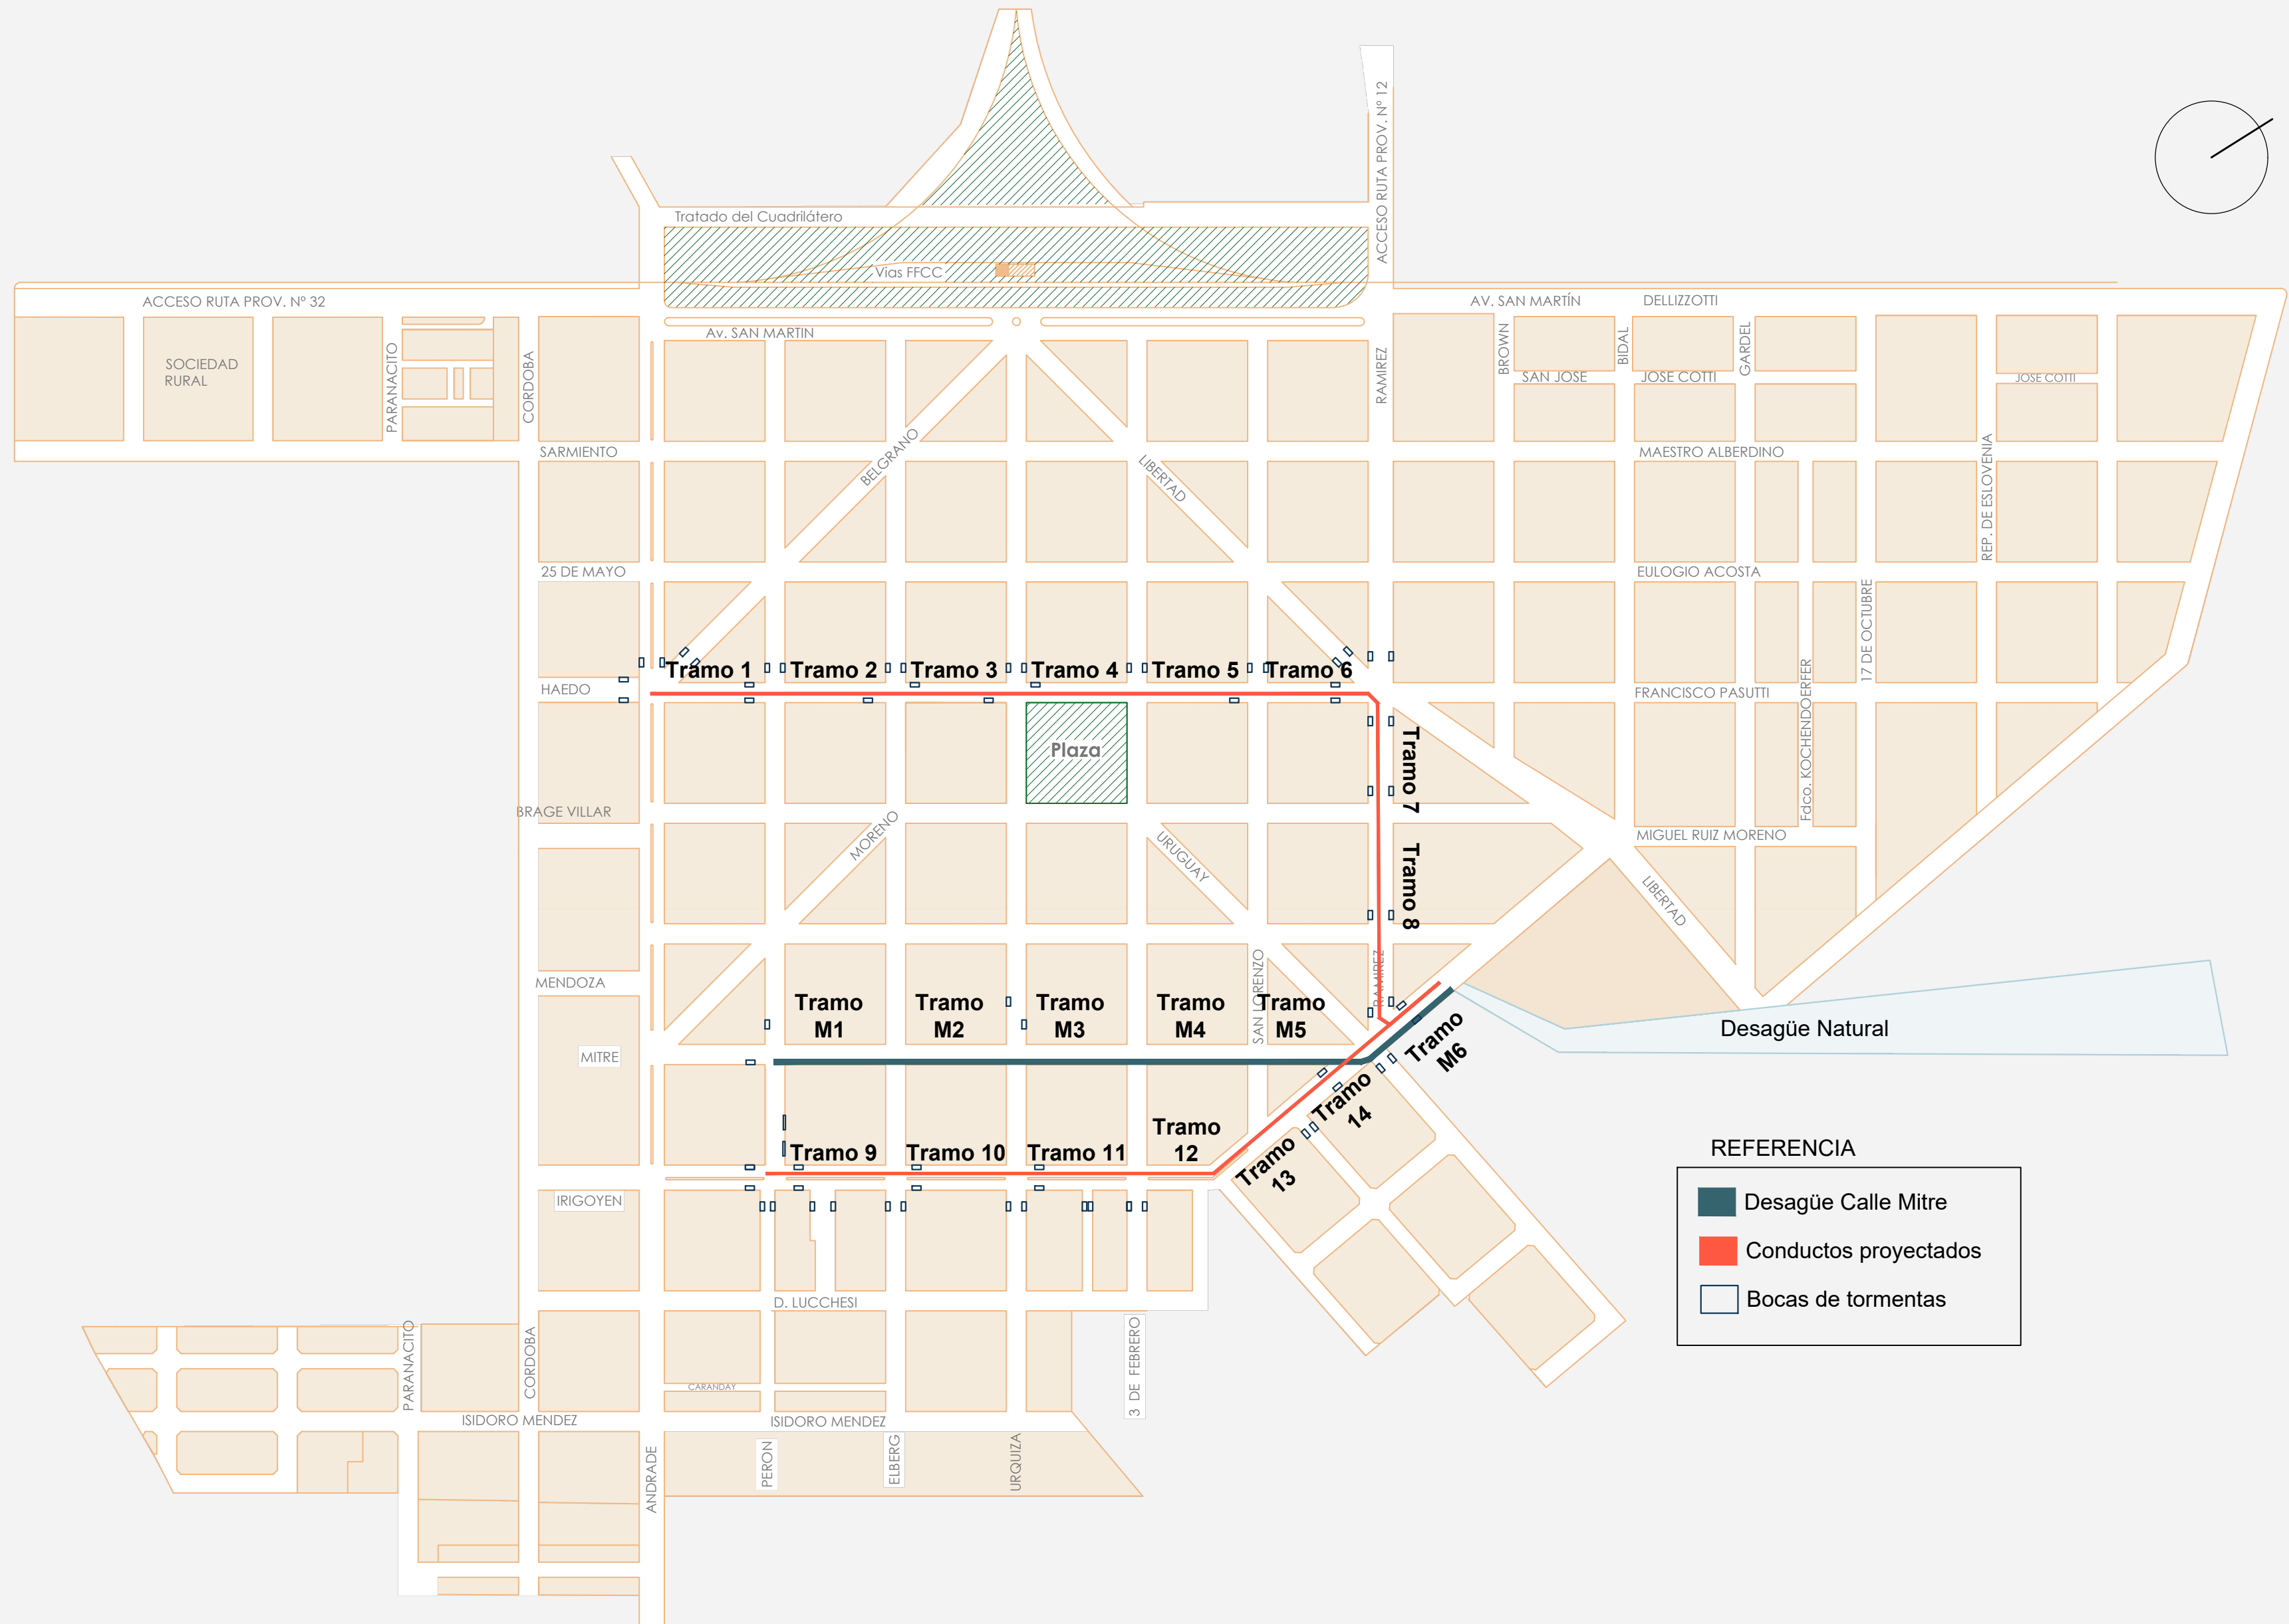 ACCESO RUTA PROV. Nº 12
Tratado del Cuadrilátero
Vias FFCC
ACCESO RUTA PROV. Nº 32
AV. SAN MARTÍN
DELLIZZOTTI
Av. SAN MARTIN
SOCIEDAD
RURAL
PARANACITO
CORDOBA
RAMIREZ
BROWN
BIDAL
GARDEL
SAN JOSE
JOSE COTTI
JOSE COTTI
SARMIENTO
BELGRANO
LIBERTAD
MAESTRO ALBERDINO
REP. DE ESLOVENIA
25 DE MAYO
EULOGIO ACOSTA
17 DE OCTUBRE
Tramo 1
Tramo 2
Tramo 3
Tramo 4
Tramo 5
Tramo 6
HAEDO
FRANCISCO PASUTTI
Fdco. KOCHENDOERFER
Plaza
Tramo 7
BRAGE VILLAR
MORENO
URUGUAY
Tramo 8
MIGUEL RUIZ MORENO
LIBERTAD
MENDOZA
SAN LORENZO
RAMIREZ
Tramo
M1
Tramo
M2
Tramo
M3
Tramo
M4
Tramo
M5
Tramo
M6
Desagüe Natural
MITRE
Tramo 9
Tramo 10
Tramo 11
Tramo
12
Tramo
13
Tramo
14
IRIGOYEN
REFERENCIA
Desagüe Calle Mitre
Conductos proyectados
Bocas de tormentas
D. LUCCHESI
PARANACITO
CORDOBA
CARANDAY
3 DE FEBRERO
ISIDORO MENDEZ
ISIDORO MENDEZ
ANDRADE
PERON
ELBERG
URQUIZA